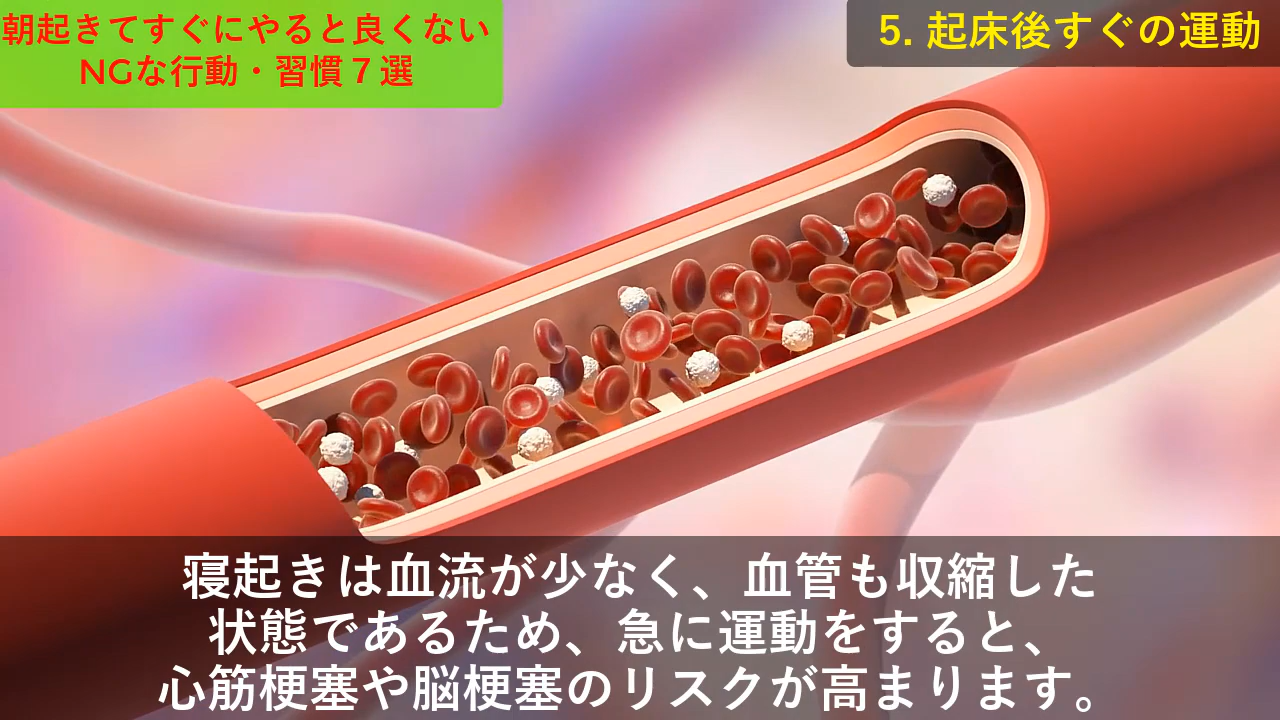 朝起きてすぐにやると良くない
NGな行動・習慣７選
5. 起床後すぐの運動
寝起きは血流が少なく、血管も収縮した
状態であるため、急に運動をすると、
心筋梗塞や脳梗塞のリスクが高まります。